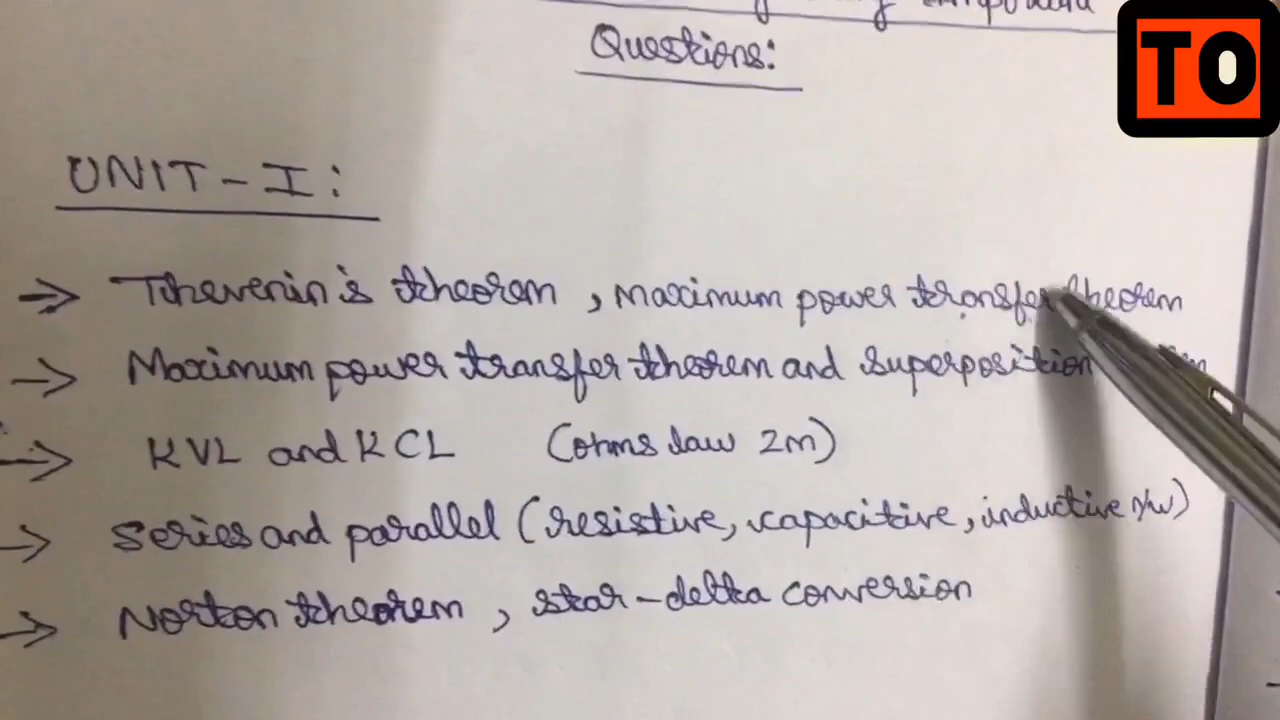 Questions:
TO
UNIT - I:
→ Thevenin's theorem, maximum power transfer theorem
→ Maximum power transfer theorem and superposition
→ KVL and KCL (ohms law 2m)
→ Series and parallel (resistive, capacitive, inductive n/w)
→ Norton theorem, star-delta conversion